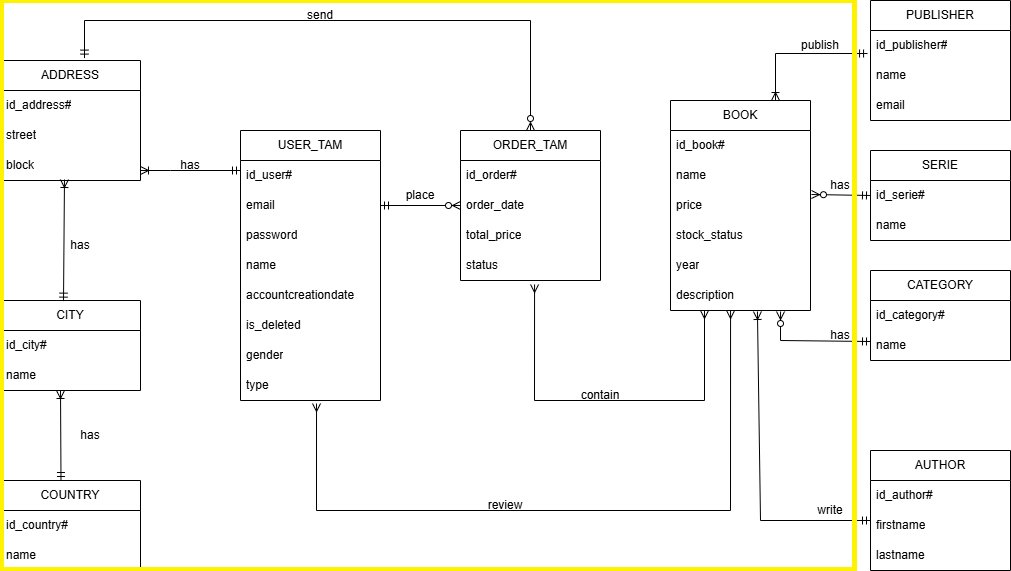 send
ADDRESS
id_address#
street
block
has
USER_TAM
id_user#
email
password
name
accountcreationdate
is_deleted
gender
type
place
ORDER_TAM
id_order#
order_date
total_price
status
BOOK
id_book#
name
price
stock_status
year
description
publish
PUBLISHER
id_publisher#
name
email
has
SERIE
id_serie#
name
has
CATEGORY
id_category#
name
has
CITY
id_city#
name
has
COUNTRY
id_country#
name
contain
review
write
AUTHOR
id_author#
firstname
lastname